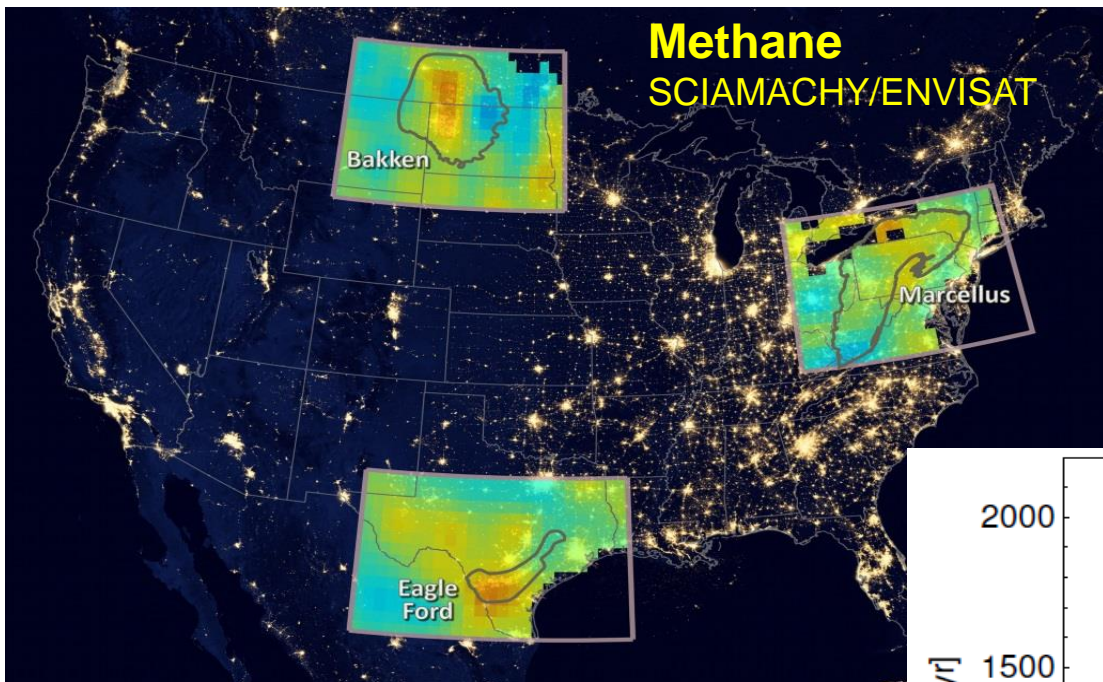 Methane
SCIAMACHY/ENVISAT
Bakken
Marcellus
Eagle
Ford
2000
1500